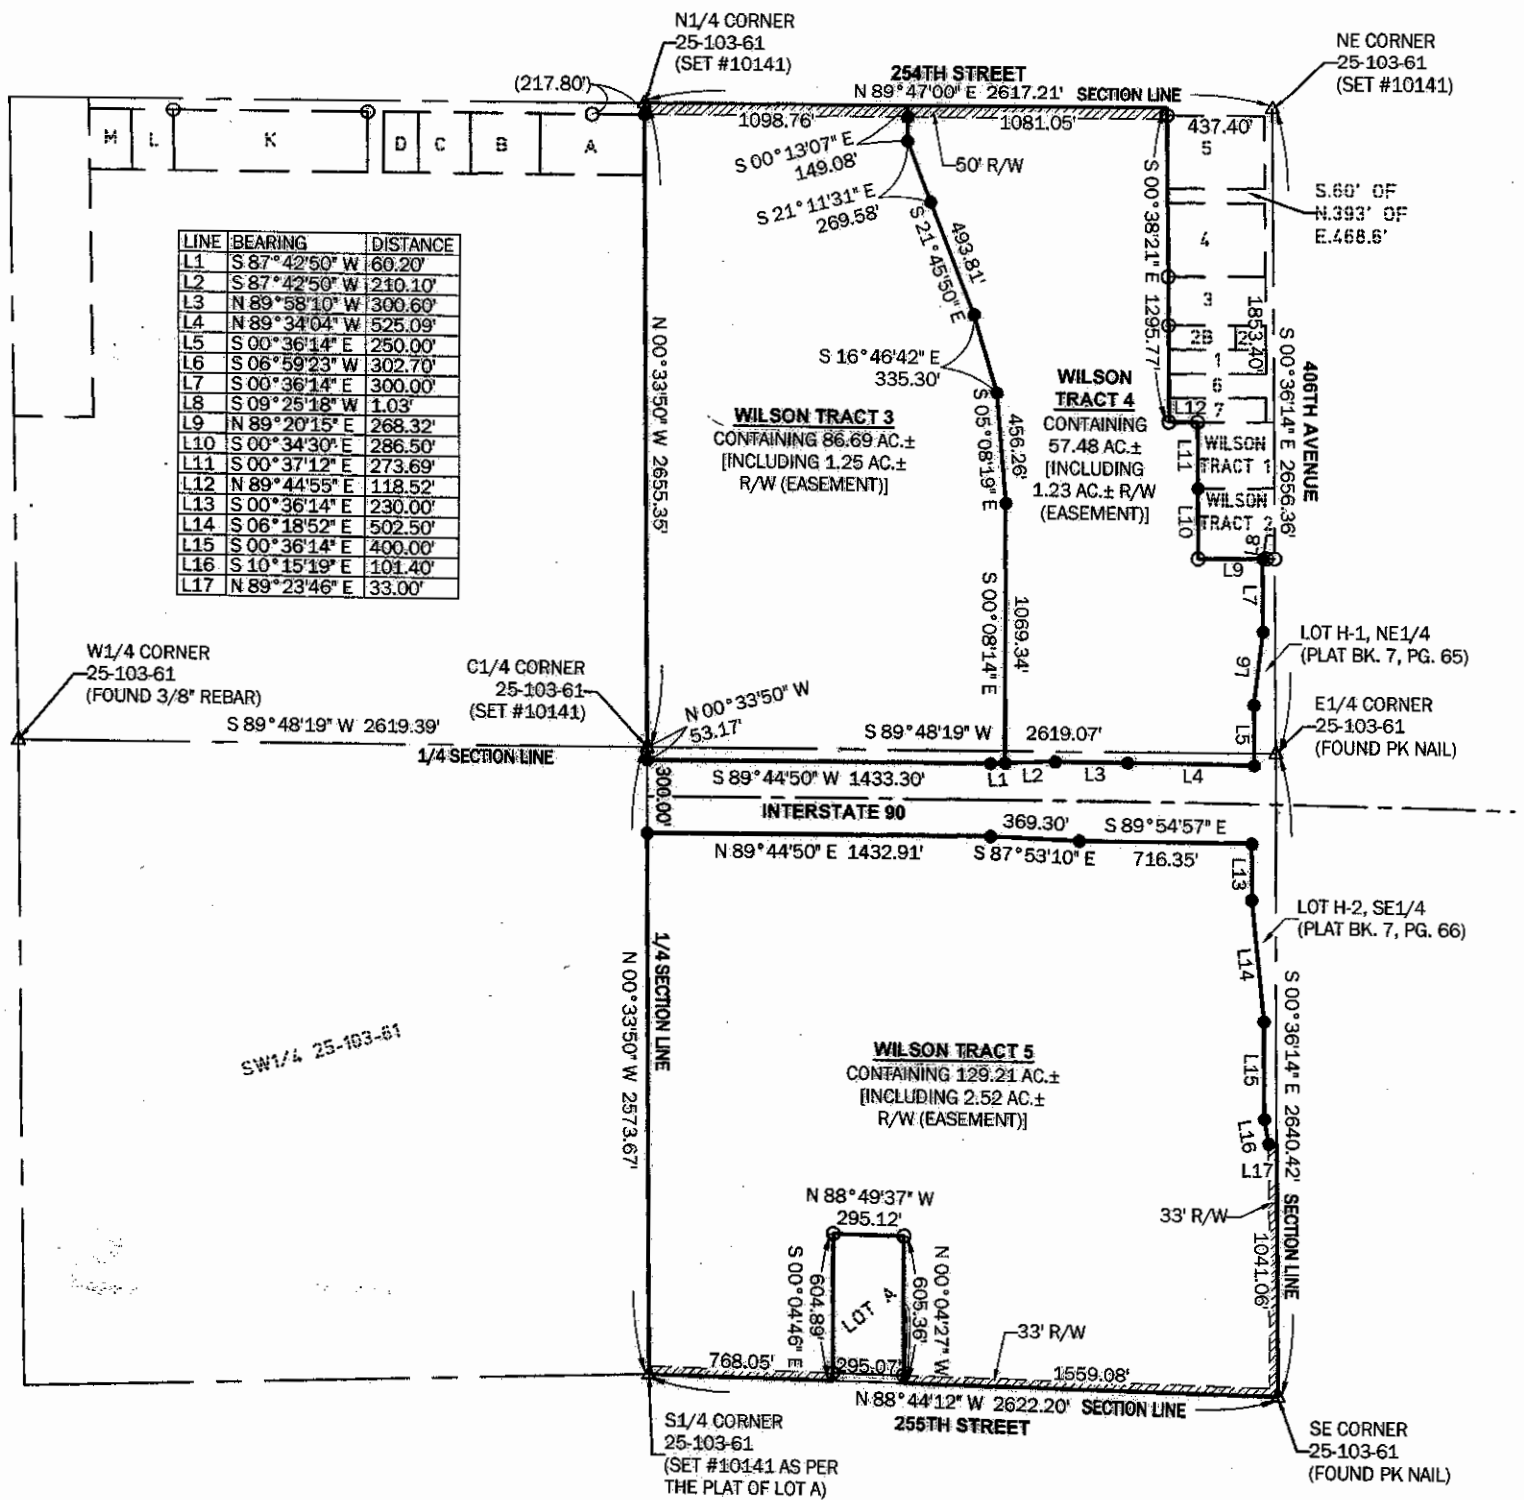 N1/4 CORNER
25-103-61
(SET #10141)
(217.80')
NE CORNER
25-103-61
(SET #10141)
254TH STREET
N 89°47'00" E 2617.21' SECTION LINE
1098.76'
1081.05'
437.40'
M L K D C B A
S 00°13'07" E
149.08'
50' R/W
S 21°11'31" E
269.58'
S 21°45'50" E
493.81'
S 16°46'42" E
335.30'
S 05°08'19" E
456.26'
S 00°08'14" E
1069.34'
S 00°38'21" E 1295.77'
5
4
3
2B
1
6
7
S.60' OF
N.393' OF
E.468.6'
1853.40'
S 00°36'14" E 2656.36'
406TH AVENUE
LINE BEARING DISTANCE
L1 S 87°42'50" W 60.20'
L2 S 87°42'50" W 210.10'
L3 N 89°58'10" W 300.60'
L4 N 89°34'04" W 525.09'
L5 S 00°36'14" E 250.00'
L6 S 06°59'23" W 302.70'
L7 S 00°36'14" E 300.00'
L8 S 09°25'18" W 1.03'
L9 N 89°20'15" E 268.32'
L10 S 00°34'30" E 286.50'
L11 S 00°37'12" E 273.69'
L12 N 89°44'55" E 118.52'
L13 S 00°36'14" E 230.00'
L14 S 06°18'52" E 502.50'
L15 S 00°36'14" E 400.00'
L16 S 10°15'19" E 101.40'
L17 N 89°23'46" E 33.00'
N 00°33'50" W 2655.35'
WILSON TRACT 3
CONTAINING 86.69 AC.±
[INCLUDING 1.25 AC.±
R/W (EASEMENT)]
WILSON
TRACT 4
CONTAINING
57.48 AC.±
[INCLUDING
1.23 AC.± R/W
(EASEMENT)]
L12
L11
WILSON
TRACT 1
WILSON
TRACT 2
L10
L9
L8
L7
L6
L5
LOT H-1, NE1/4
(PLAT BK. 7, PG. 65)
E1/4 CORNER
25-103-61
(FOUND PK NAIL)
W1/4 CORNER
25-103-61
(FOUND 3/8" REBAR)
C1/4 CORNER
25-103-61
(SET #10141)
N 00°33'50" W
53.17'
S 89°48'19" W 2619.39'
1/4 SECTION LINE
S 89°48'19" W 2619.07'
S 89°44'50" W 1433.30'
L1 L2 L3 L4
300.00'
INTERSTATE 90
N 89°44'50" E 1432.91'
369.30'
S 87°53'10" E
S 89°54'57" E
716.35'
L13
L14
L15
L16
L17
LOT H-2, SE1/4
(PLAT BK. 7, PG. 66)
1/4 SECTION LINE
N 00°33'50" W 2573.67'
SW1/4 25-103-61
WILSON TRACT 5
CONTAINING 129.21 AC.±
[INCLUDING 2.52 AC.±
R/W (EASEMENT)]
S 00°36'14" E 2640.42' SECTION LINE
33' R/W
1041.06'
N 88°49'37" W
295.12'
S 00°04'46" E
604.89'
LOT A
605.36'
N 00°04'27" W
33' R/W
768.05'
295.07'
1559.08'
N 88°44'12" W 2622.20' SECTION LINE
255TH STREET
S1/4 CORNER
25-103-61
(SET #10141 AS PER
THE PLAT OF LOT A)
SE CORNER
25-103-61
(FOUND PK NAIL)